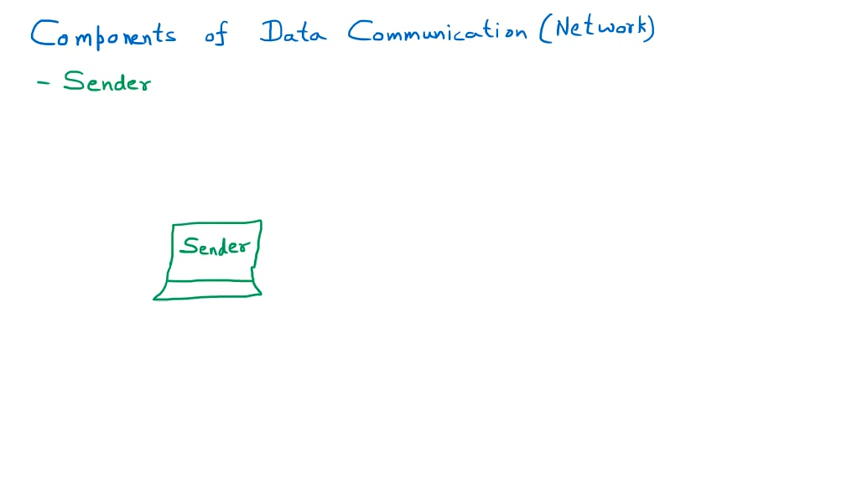 Components of Data Communication (Network)
- Sender
Sender